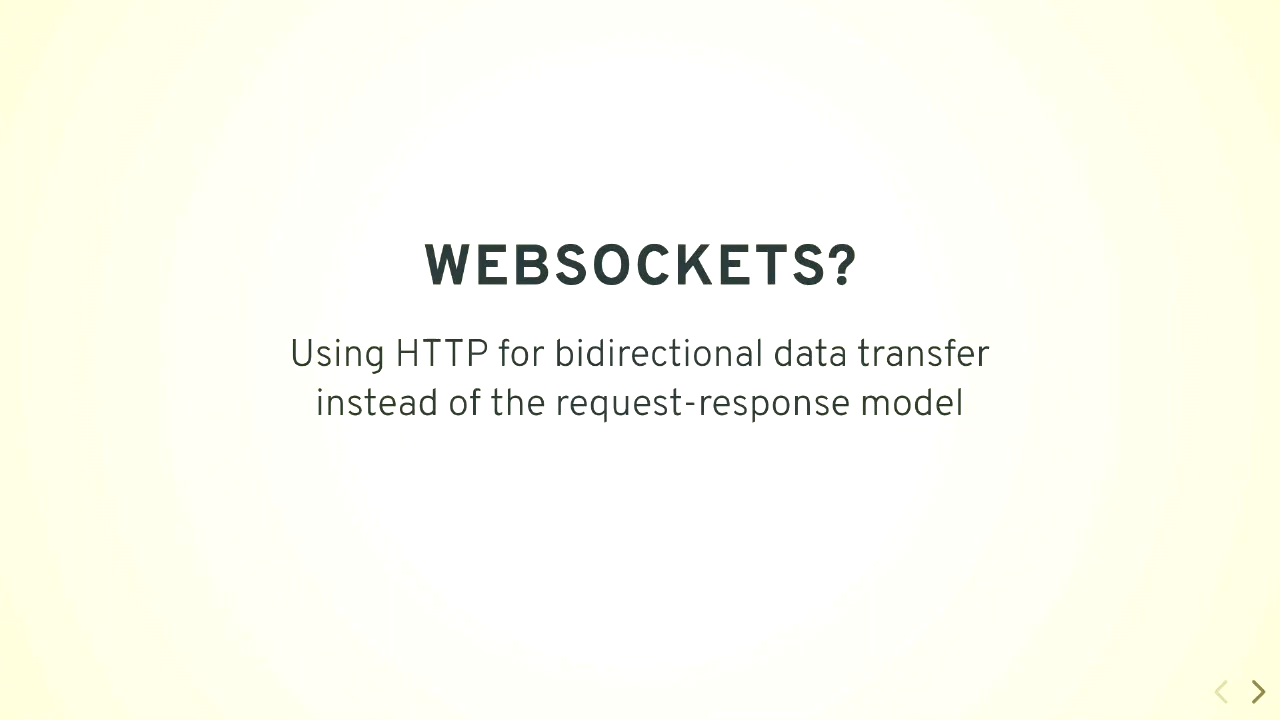 WEBSOCKETS?
Using HTTP for bidirectional data transfer
instead of the request-response model